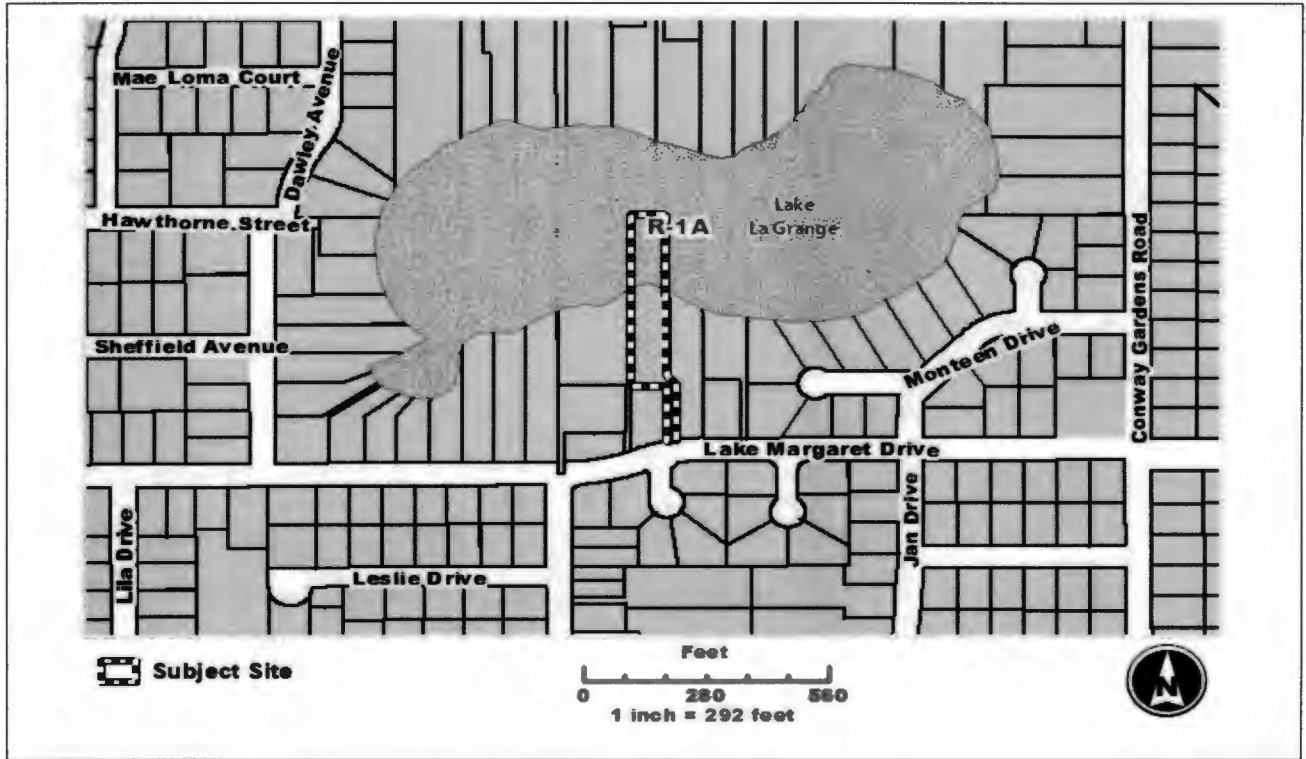 Mae Loma Court
Dawley Avenue
Hawthorne Street
R-1A
Lake
La Grange
Conway Gardens Road
Sheffield Avenue
Monteen Drive
Lake Margaret Drive
Jan Drive
Lila Drive
Leslie Drive
Subject Site
Feet
0 280 560
1 inch = 292 feet
N